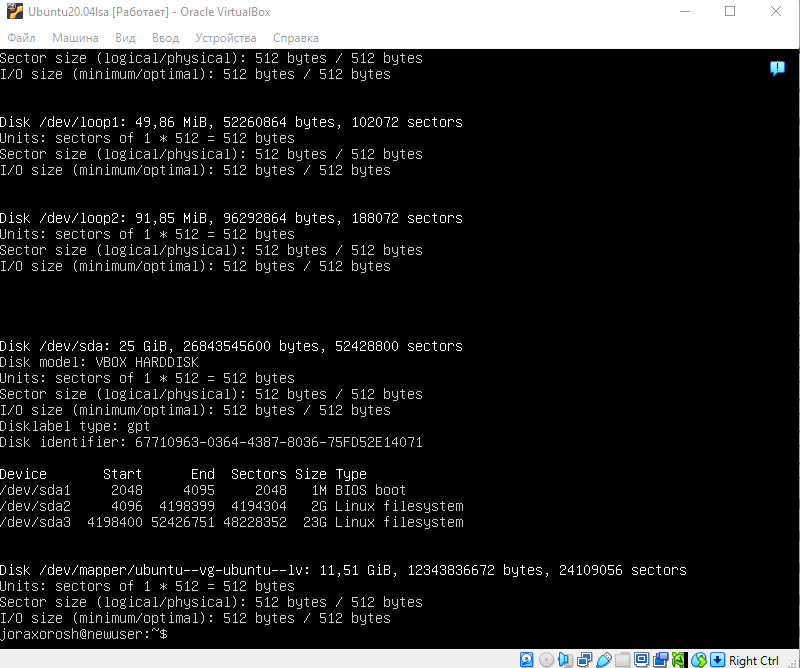 Ubuntu20.04lsa [Работает] - Oracle VirtualBox
Файл Машина Вид Ввод Устройства Справка
Sector size (logical/physical): 512 bytes / 512 bytes
I/O size (minimum/optimal): 512 bytes / 512 bytes
Disk /dev/loop1: 49,86 MiB, 52260864 bytes, 102072 sectors
Units: sectors of 1 * 512 = 512 bytes
Sector size (logical/physical): 512 bytes / 512 bytes
I/O size (minimum/optimal): 512 bytes / 512 bytes
Disk /dev/loop2: 91,85 MiB, 96292864 bytes, 188072 sectors
Units: sectors of 1 * 512 = 512 bytes
Sector size (logical/physical): 512 bytes / 512 bytes
I/O size (minimum/optimal): 512 bytes / 512 bytes
Disk /dev/sda: 25 GiB, 26843545600 bytes, 52428800 sectors
Disk model: VBOX HARDDISK
Units: sectors of 1 * 512 = 512 bytes
Sector size (logical/physical): 512 bytes / 512 bytes
I/O size (minimum/optimal): 512 bytes / 512 bytes
Disklabel type: gpt
Disk identifier: 67710963-0364-4387-8036-75FD52E14071
Device Start End Sectors Size Type
/dev/sda1 2048 4095 2048 1M BIOS boot
/dev/sda2 4096 4198399 4194304 2G Linux filesystem
/dev/sda3 4198400 52426751 48228352 23G Linux filesystem
Disk /dev/mapper/ubuntu--vg-ubuntu--lv: 11,51 GiB, 12343836672 bytes, 24109056 sectors
Units: sectors of 1 * 512 = 512 bytes
Sector size (logical/physical): 512 bytes / 512 bytes
I/O size (minimum/optimal): 512 bytes / 512 bytes
joraxorosh@newuser:~$
Right Ctrl